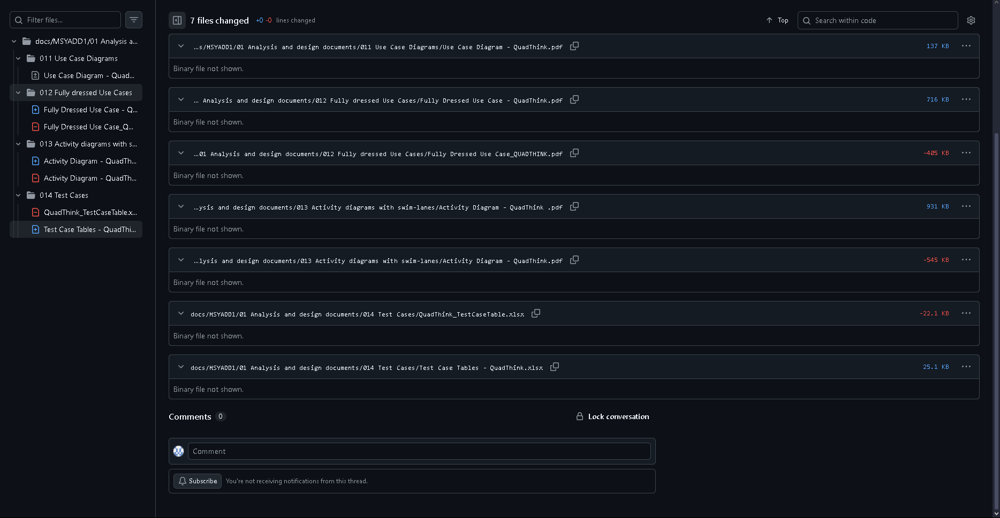 Filter files...
docs/MSYADD1/01 Analysis a...
011 Use Case Diagrams
Use Case Diagram - Quad...
012 Fully dressed Use Cases
Fully Dressed Use Case - Q...
Fully Dressed Use Case_Q...
013 Activity diagrams with s...
Activity Diagram - QuadTh...
Activity Diagram - QuadTh...
014 Test Cases
QuadThink_TestCaseTable.x...
Test Case Tables - QuadThi...
7 files changed +0 -0 lines changed
Top
Search within code
...s/MSYADD1/01 Analysis and design documents/011 Use Case Diagrams/Use Case Diagram - QuadThink.pdf 137 KB
Binary file not shown.
... Analysis and design documents/012 Fully dressed Use Cases/Fully Dressed Use Case - QuadThink.pdf 716 KB
Binary file not shown.
...01 Analysis and design documents/012 Fully dressed Use Cases/Fully Dressed Use Case_QUADTHINK.pdf -405 KB
Binary file not shown.
...ysis and design documents/013 Activity diagrams with swim-lanes/Activity Diagram - QuadThink .pdf 931 KB
Binary file not shown.
...lysis and design documents/013 Activity diagrams with swim-lanes/Activity Diagram - QuadThink.pdf -545 KB
Binary file not shown.
docs/MSYADD1/01 Analysis and design documents/014 Test Cases/QuadThink_TestCaseTable.xlsx -22.1 KB
Binary file not shown.
docs/MSYADD1/01 Analysis and design documents/014 Test Cases/Test Case Tables - QuadThink.xlsx 25.1 KB
Binary file not shown.
Comments 0
Lock conversation
Comment
Subscribe You're not receiving notifications from this thread.